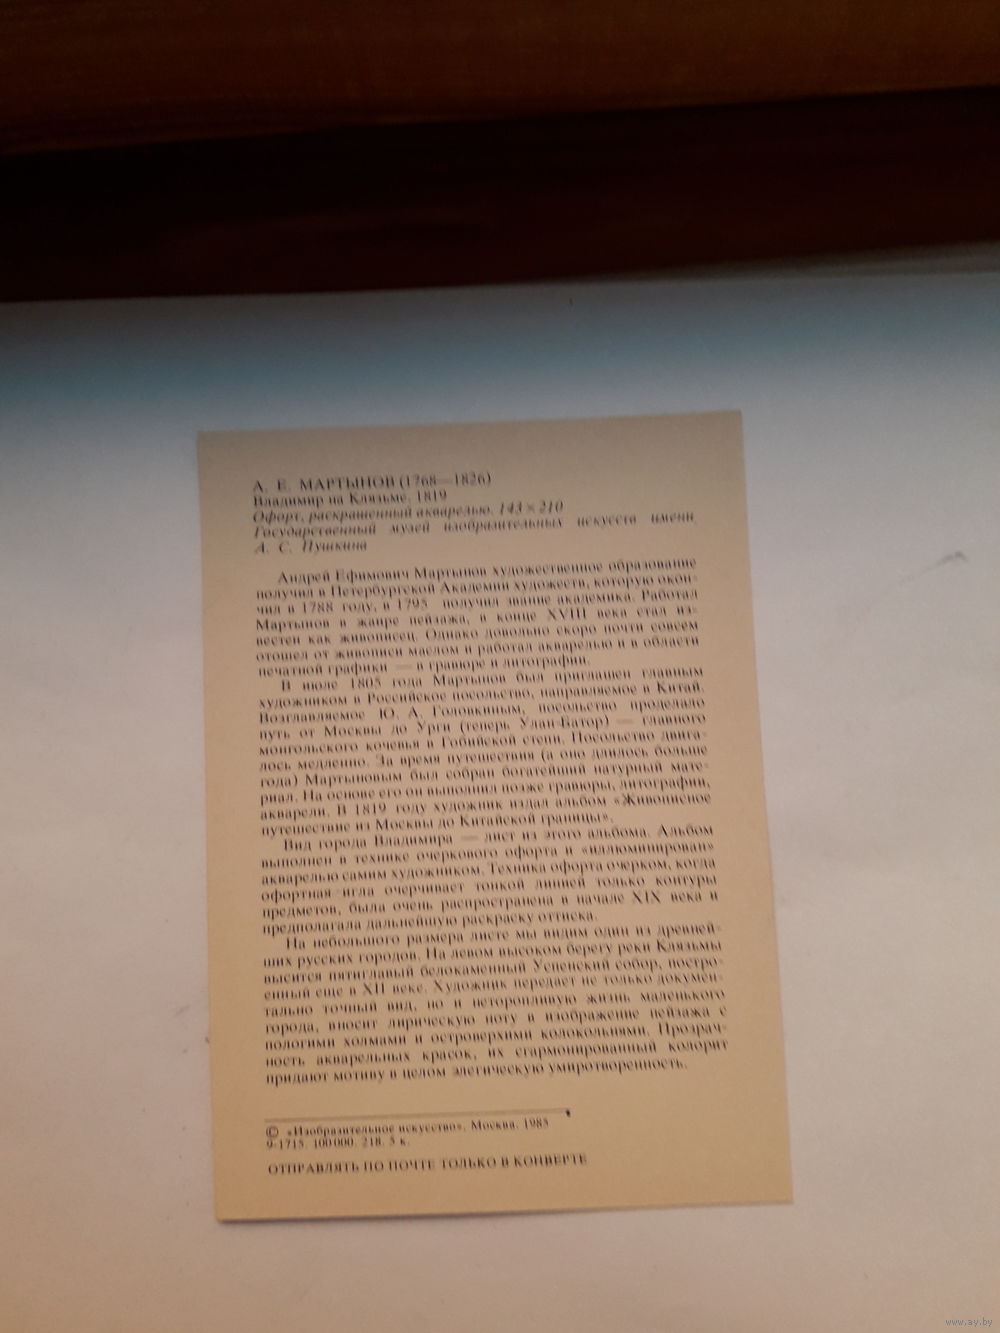 А. Е. МАРТЫНОВ (1768—1826)
Владимир на Клязьме. 1819
Офорт, раскрашенный акварелью. 143×210
Государственный музей изобразительных искусств имени
А. С. Пушкина
Андрей Ефимович Мартынов художественное образование
получил в Петербургской Академии художеств, которую окон-
чил в 1788 году, в 1795 получил звание академика. Работал
Мартынов в жанре пейзажа, в конце XVIII века стал из-
вестен как живописец. Однако довольно скоро почти совсем
отошел от живописи маслом и работал акварелью и в области
печатной графики — в гравюре и литографии.
В июле 1805 года Мартынов был приглашен главным
художником в Российское посольство, направляемое в Китай.
Возглавляемое Ю. А. Головкиным, посольство проделало
путь от Москвы до Урги (теперь Улан-Батор) — главного
монгольского кочевья в Гобийской степи. Посольство двига-
лось медленно. За время путешествия (а оно длилось больше
года) Мартыновым был собран богатейший натурный мате-
риал. На основе его он выполнил позже гравюры, литографии,
акварели. В 1819 году художник издал альбом «Живописное
путешествие из Москвы до Китайской границы».
Вид города Владимира — лист из этого альбома. Альбом
выполнен в технике очеркового офорта и «иллюминирован»
акварелью самим художником. Техника офорта очерком, когда
офортная игла очерчивает тонкой линией только контуры
предметов, была очень распространена в начале XIX века и
предполагала дальнейшую раскраску оттиска.
На небольшого размера листе мы видим один из древней-
ших русских городов. На левом высоком берегу реки Клязьмы
высится пятиглавый белокаменный Успенский собор, постро-
енный еще в XII веке. Художник передает не только докумен-
тально точный вид, но и неторопливую жизнь маленького
города, вносит лирическую ноту в изображение пейзажа с
пологими холмами и островерхими колокольнями. Прозрач-
ность акварельных красок, их сгармонированный колорит
придают мотиву в целом элегическую умиротворенность.
© «Изобразительное искусство». Москва. 1985
9-1715. 100 000. 218. 5 к.
ОТПРАВЛЯТЬ ПО ПОЧТЕ ТОЛЬКО В КОНВЕРТЕ
www.ay.by